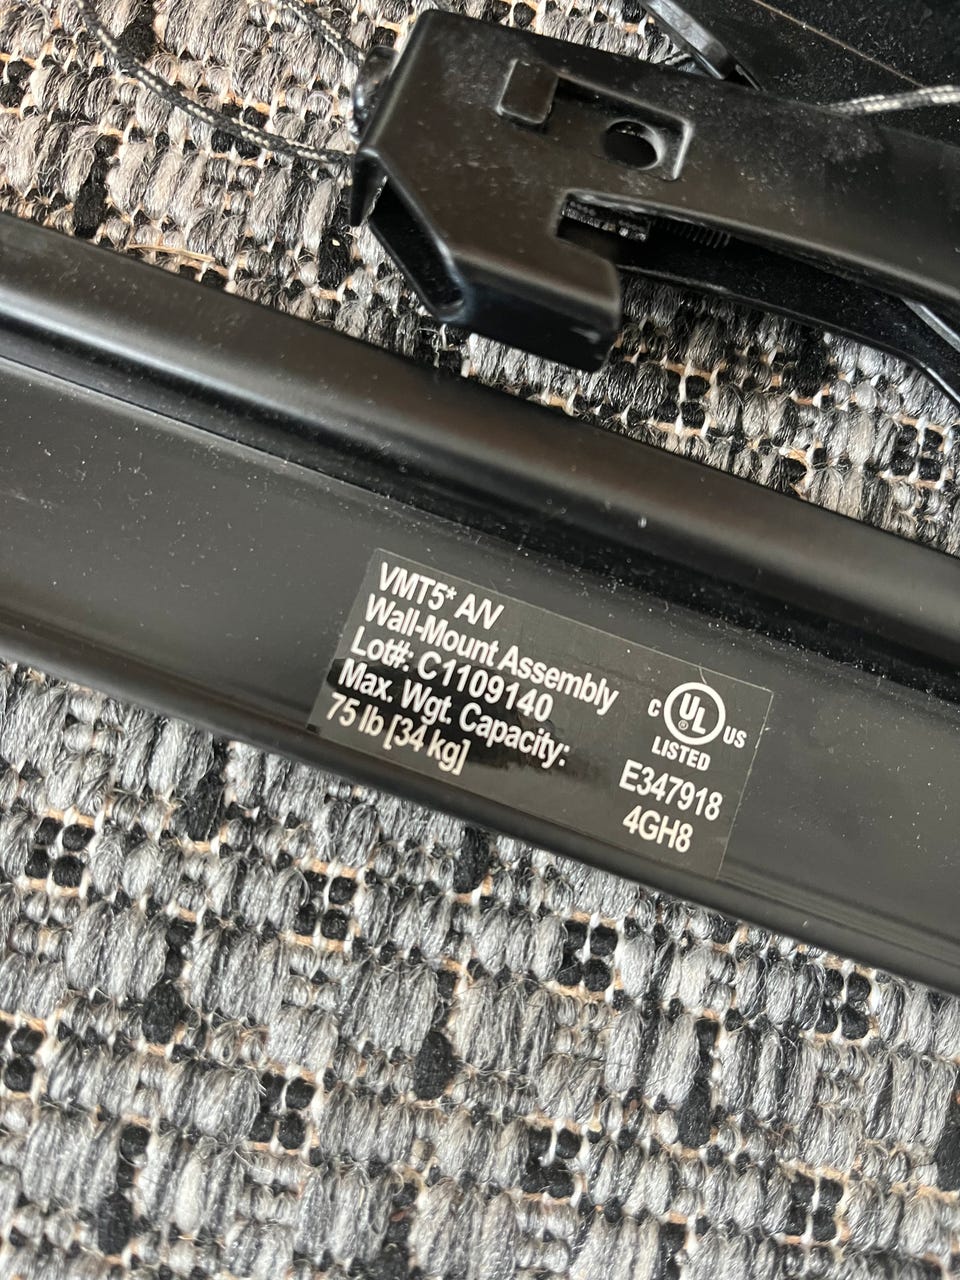 VMT5* A/V
Wall-Mount Assembly
Lot#: C1109140
Max. Wgt. Capacity:
75 lb [34 kg]
C UL ® US
LISTED
E347918
4GH8